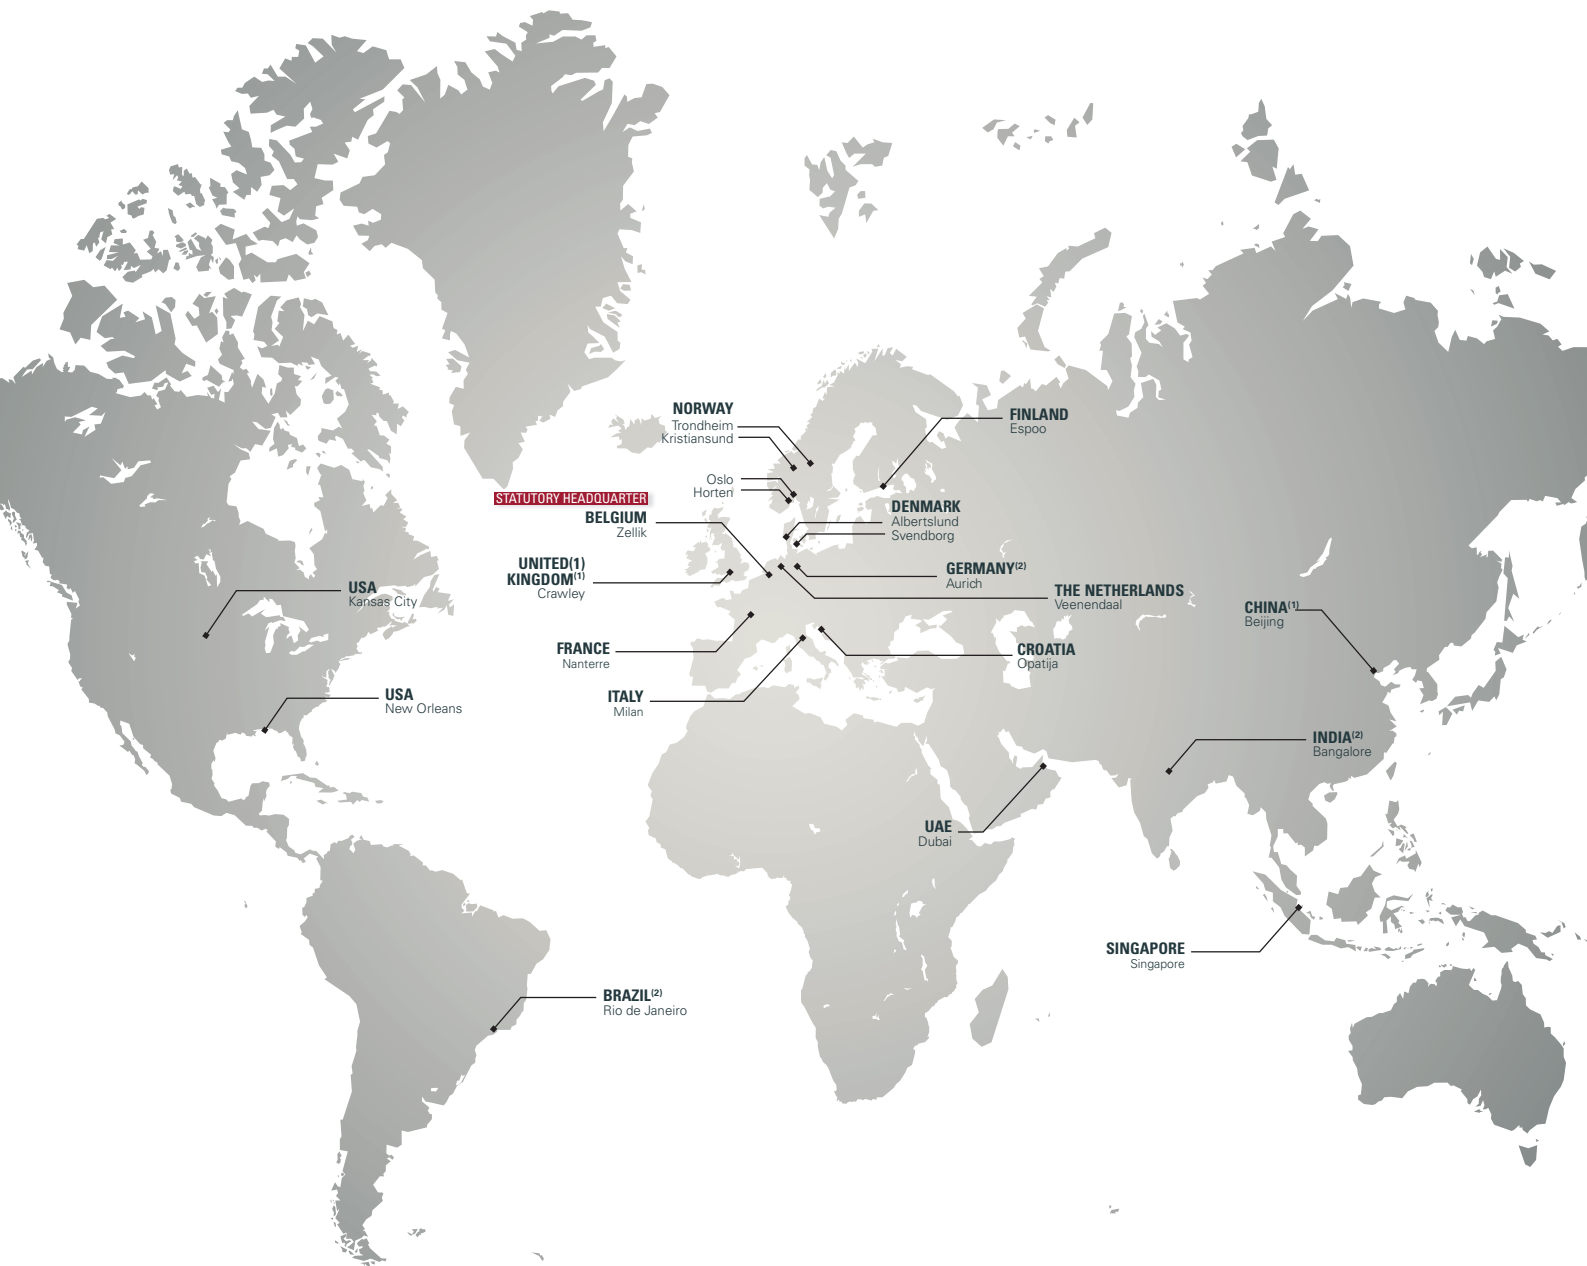 NORWAY
Trondheim
Kristiansund
Oslo
Horten
FINLAND
Espoo
STATUTORY HEADQUARTER
BELGIUM
Zellik
DENMARK
Albertslund
Svendborg
UNITED(1)
KINGDOM(1)
Crawley
GERMANY(2)
Aurich
THE NETHERLANDS
Veenendaal
USA
Kansas City
CHINA(1)
Beijing
FRANCE
Nanterre
CROATIA
Opatija
USA
New Orleans
ITALY
Milan
INDIA(2)
Bangalore
UAE
Dubai
SINGAPORE
Singapore
BRAZIL(2)
Rio de Janeiro